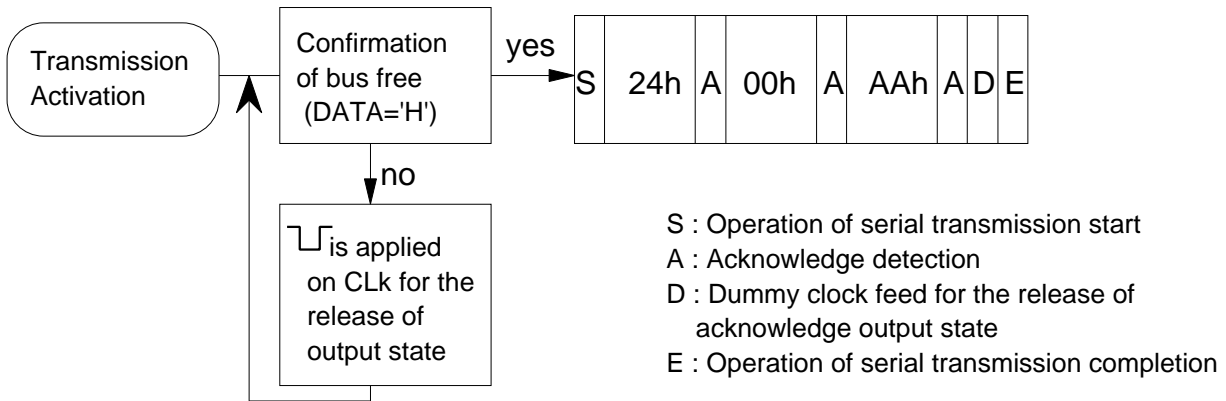 Transmission
Activation
Confirmation
of bus free
(DATA='H')
yes
S 24h A 00h A AAh A D E
no
is applied
on CLk for the
release of
output state
S : Operation of serial transmission start
A : Acknowledge detection
D : Dummy clock feed for the release of
acknowledge output state
E : Operation of serial transmission completion